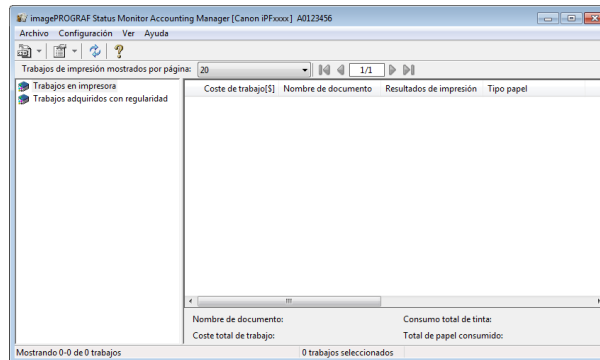 imagePROGRAF Status Monitor Accounting Manager [Canon iPFxxxx] A0123456
Archivo Configuración Ver Ayuda
Trabajos de impresión mostrados por página: 20 1/1
Trabajos en impresora
Trabajos adquiridos con regularidad
Coste de trabajo[$] Nombre de documento Resultados de impresión Tipo papel
Nombre de documento: Consumo total de tinta:
Coste total de trabajo: Total de papel consumido:
Mostrando 0-0 de 0 trabajos 0 trabajos seleccionados